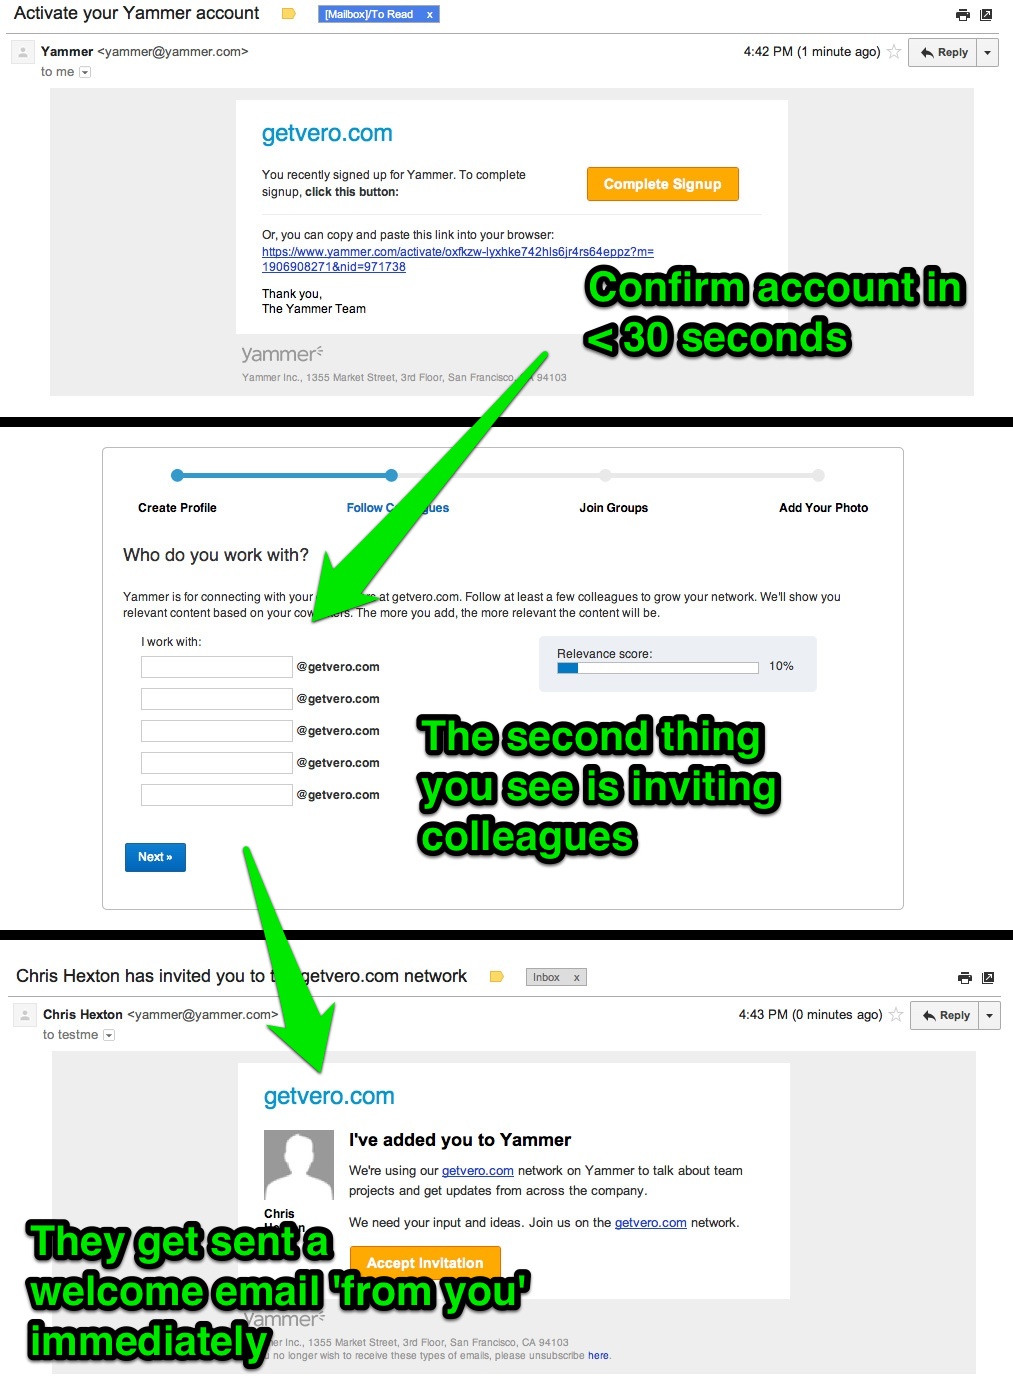 Activate your Yammer account
[Mailbox]/To Read x
Yammer <yammer@yammer.com>
4:42 PM (1 minute ago)
Reply
to me
getvero.com
You recently signed up for Yammer. To complete
signup, click this button:
Complete Signup
Or, you can copy and paste this link into your browser:
https://www.yammer.com/activate/oxfkzw-lyxhke742hls6jr4rs64eppz?m=
1906908271&nid=971738
Thank you,
The Yammer Team
Confirm account in
< 30 seconds
yammer
Yammer Inc., 1355 Market Street, 3rd Floor, San Francisco, CA 94103
Create Profile
Follow Colleagues
Join Groups
Add Your Photo
Who do you work with?
Yammer is for connecting with your coworkers at getvero.com. Follow at least a few colleagues to grow your network. We'll show you
relevant content based on your coworkers. The more you add, the more relevant the content will be.
I work with:
@getvero.com
@getvero.com
@getvero.com
@getvero.com
@getvero.com
Relevance score:
10%
The second thing
you see is inviting
colleagues
Next »
Chris Hexton has invited you to the getvero.com network
Inbox x
Chris Hexton <yammer@yammer.com>
4:43 PM (0 minutes ago)
Reply
to testme
getvero.com
I've added you to Yammer
We're using our getvero.com network on Yammer to talk about team
projects and get updates from across the company.
We need your input and ideas. Join us on the getvero.com network.
Chris
Hexton
Accept Invitation
They get sent a
welcome email 'from you'
immediately
yammer
er Inc., 1355 Market Street, 3rd Floor, San Francisco, CA 94103
no longer wish to receive these types of emails, please unsubscribe here.